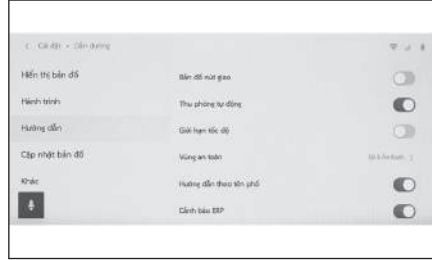 Cài đặt • Dẫn đường
Hiển thị bản đồ
Hành trình
Hướng dẫn
Cập nhật bản đồ
Khác
Bản đồ nút giao
Thu phóng tự động
Giới hạn tốc độ
Vùng an toàn
Hướng dẫn theo tên phố
Cảnh báo ERP